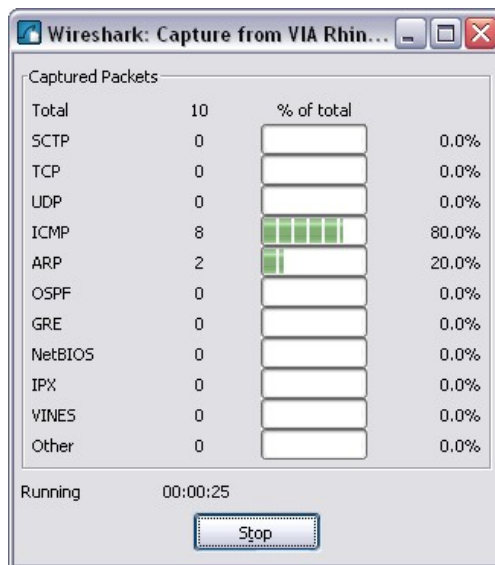 Wireshark: Capture from VIA Rhin...
Captured Packets
Total 10 % of total
SCTP 0 0.0%
TCP 0 0.0%
UDP 0 0.0%
ICMP 8 80.0%
ARP 2 20.0%
OSPF 0 0.0%
GRE 0 0.0%
NetBIOS 0 0.0%
IPX 0 0.0%
VINES 0 0.0%
Other 0 0.0%
Running 00:00:25
Stop